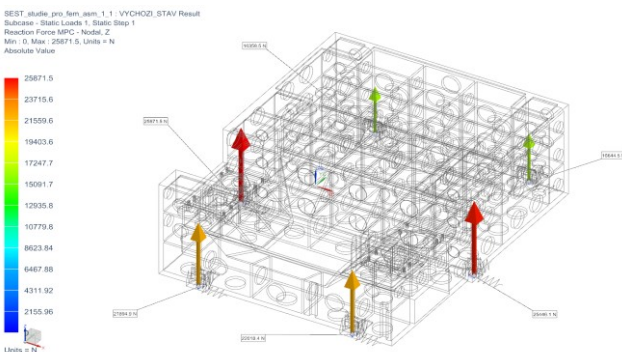 SEST_studie_pro_fem_asm_1_1 : VYCHOZI_STAV Result
Subcase - Static Loads 1, Static Step 1
Reaction Force MPC - Nodal, Z
Min : 0, Max : 25871.5, Units = N
Absolute Value
25871.5
23715.6
21559.6
19403.6
17247.7
15091.7
12935.8
10779.8
8623.84
6467.88
4311.92
2155.96
0
Units = N
25871.5 N